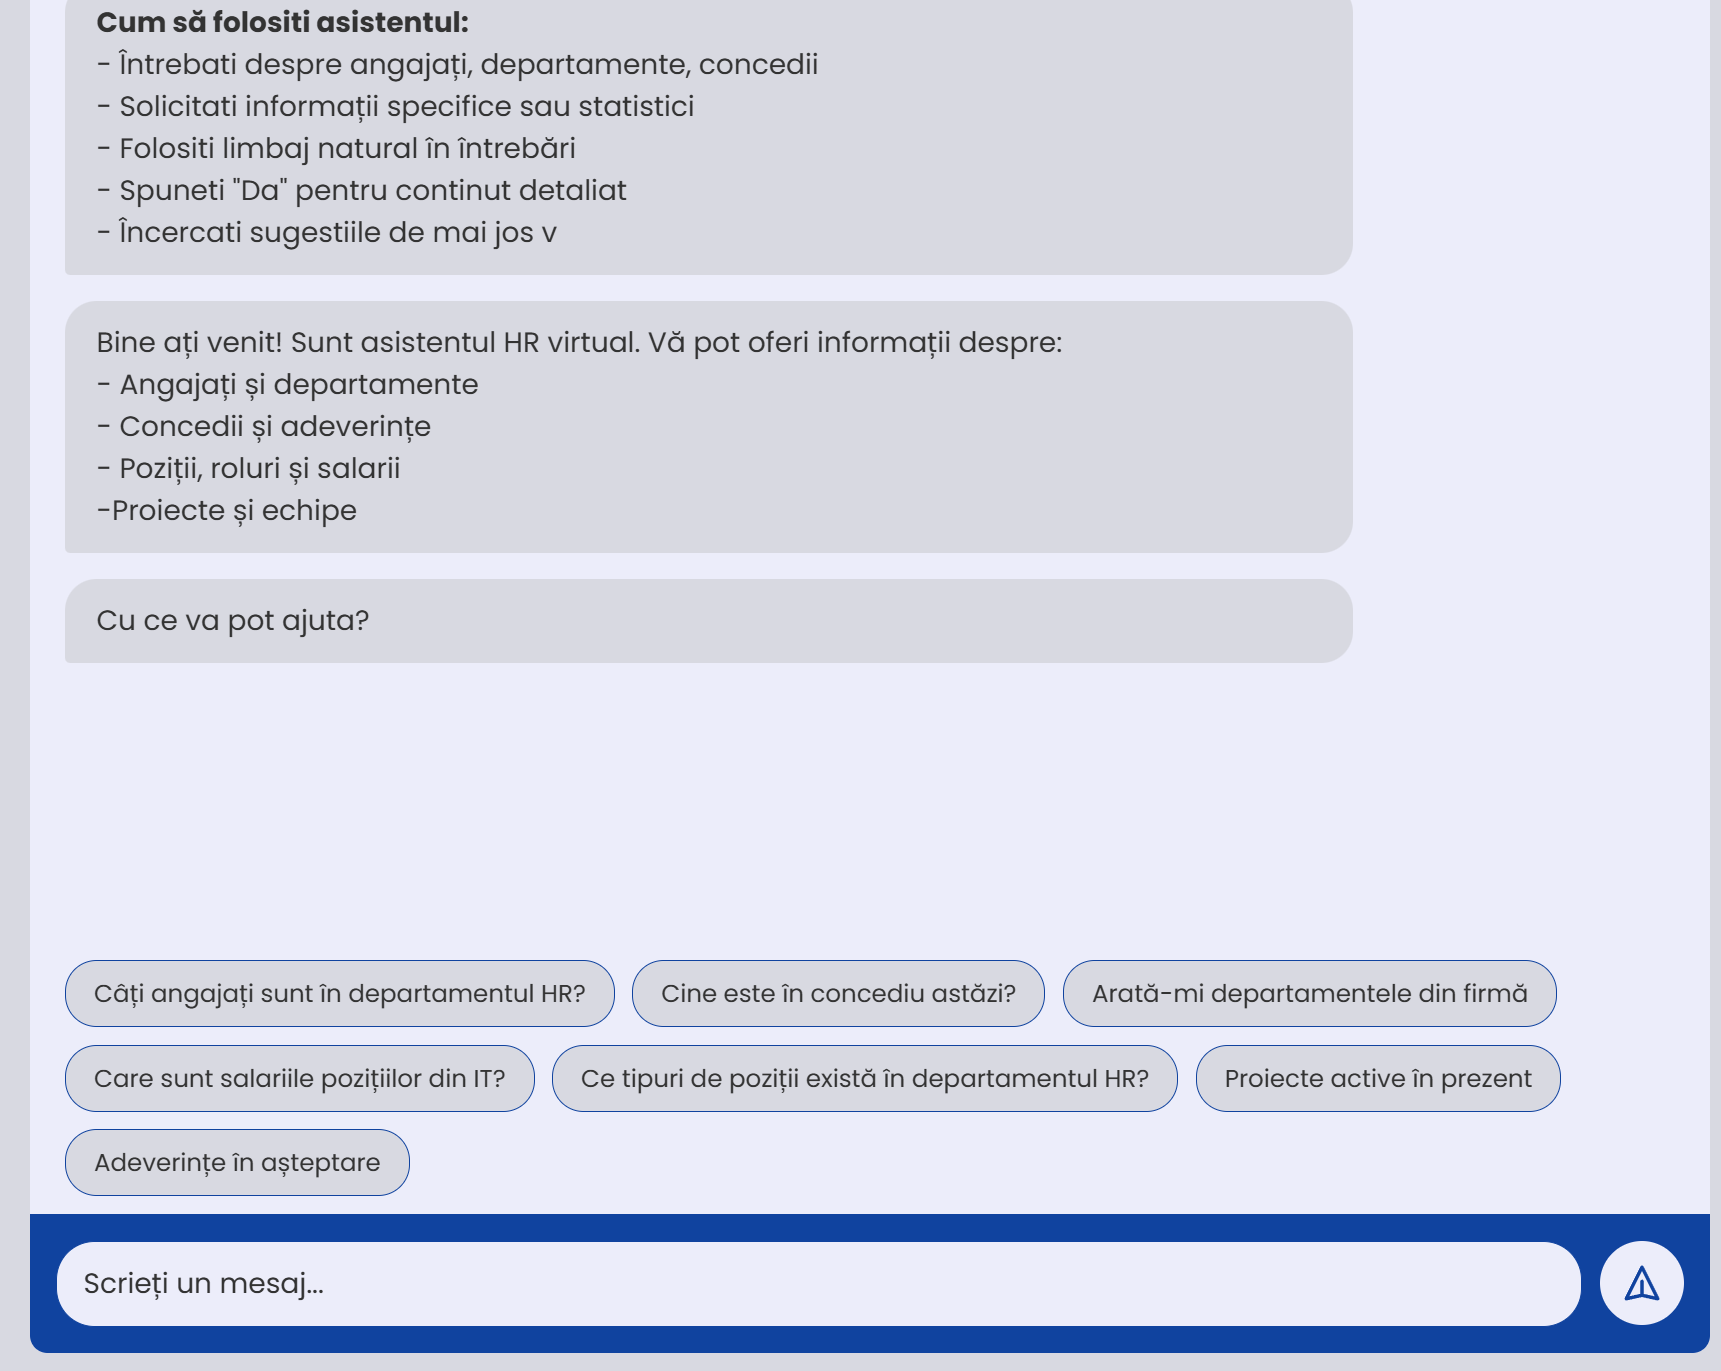 Cum să folositi asistentul:
- Întrebati despre angajați, departamente, concedii
- Solicitati informații specifice sau statistici
- Folositi limbaj natural în întrebări
- Spuneti "Da" pentru continut detaliat
- Încercati sugestiile de mai jos v
Bine ați venit! Sunt asistentul HR virtual. Vă pot oferi informații despre:
- Angajați și departamente
- Concedii și adeverințe
- Poziții, roluri și salarii
-Proiecte și echipe
Cu ce va pot ajuta?
Câți angajați sunt în departamentul HR?
Cine este în concediu astăzi?
Arată-mi departamentele din firmă
Care sunt salariile pozițiilor din IT?
Ce tipuri de poziții există în departamentul HR?
Proiecte active în prezent
Adeverințe în așteptare
Scrieți un mesaj...